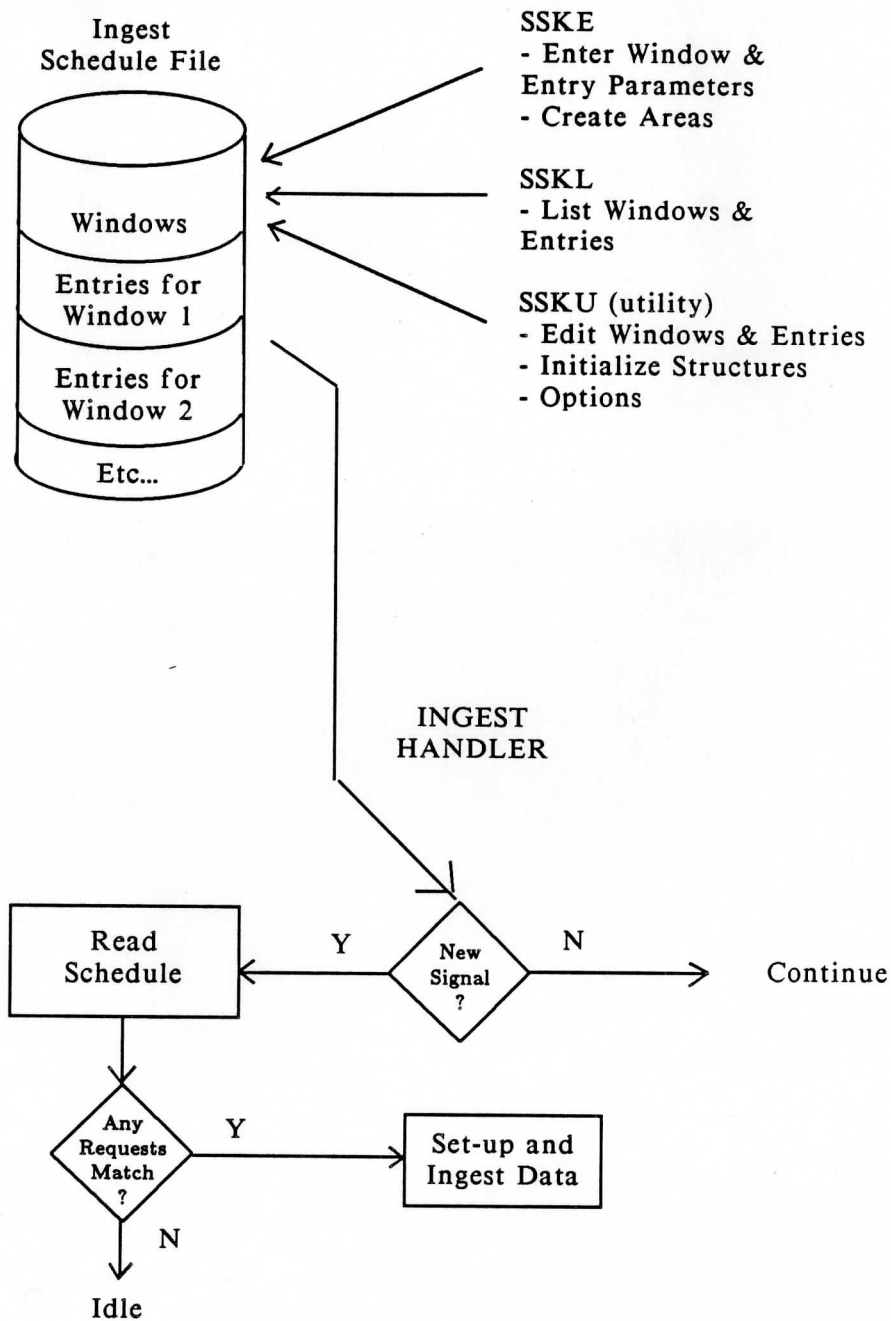 Ingest
Schedule File
Windows
Entries for
Window 1
Entries for
Window 2
Etc...
SSKE
- Enter Window &
Entry Parameters
- Create Areas
SSKL
- List Windows &
Entries
SSKU (utility)
- Edit Windows & Entries
- Initialize Structures
- Options
INGEST
HANDLER
New
Signal
?
Y
N
Continue
Read
Schedule
Any
Requests
Match
?
Y
Set-up and
Ingest Data
N
Idle